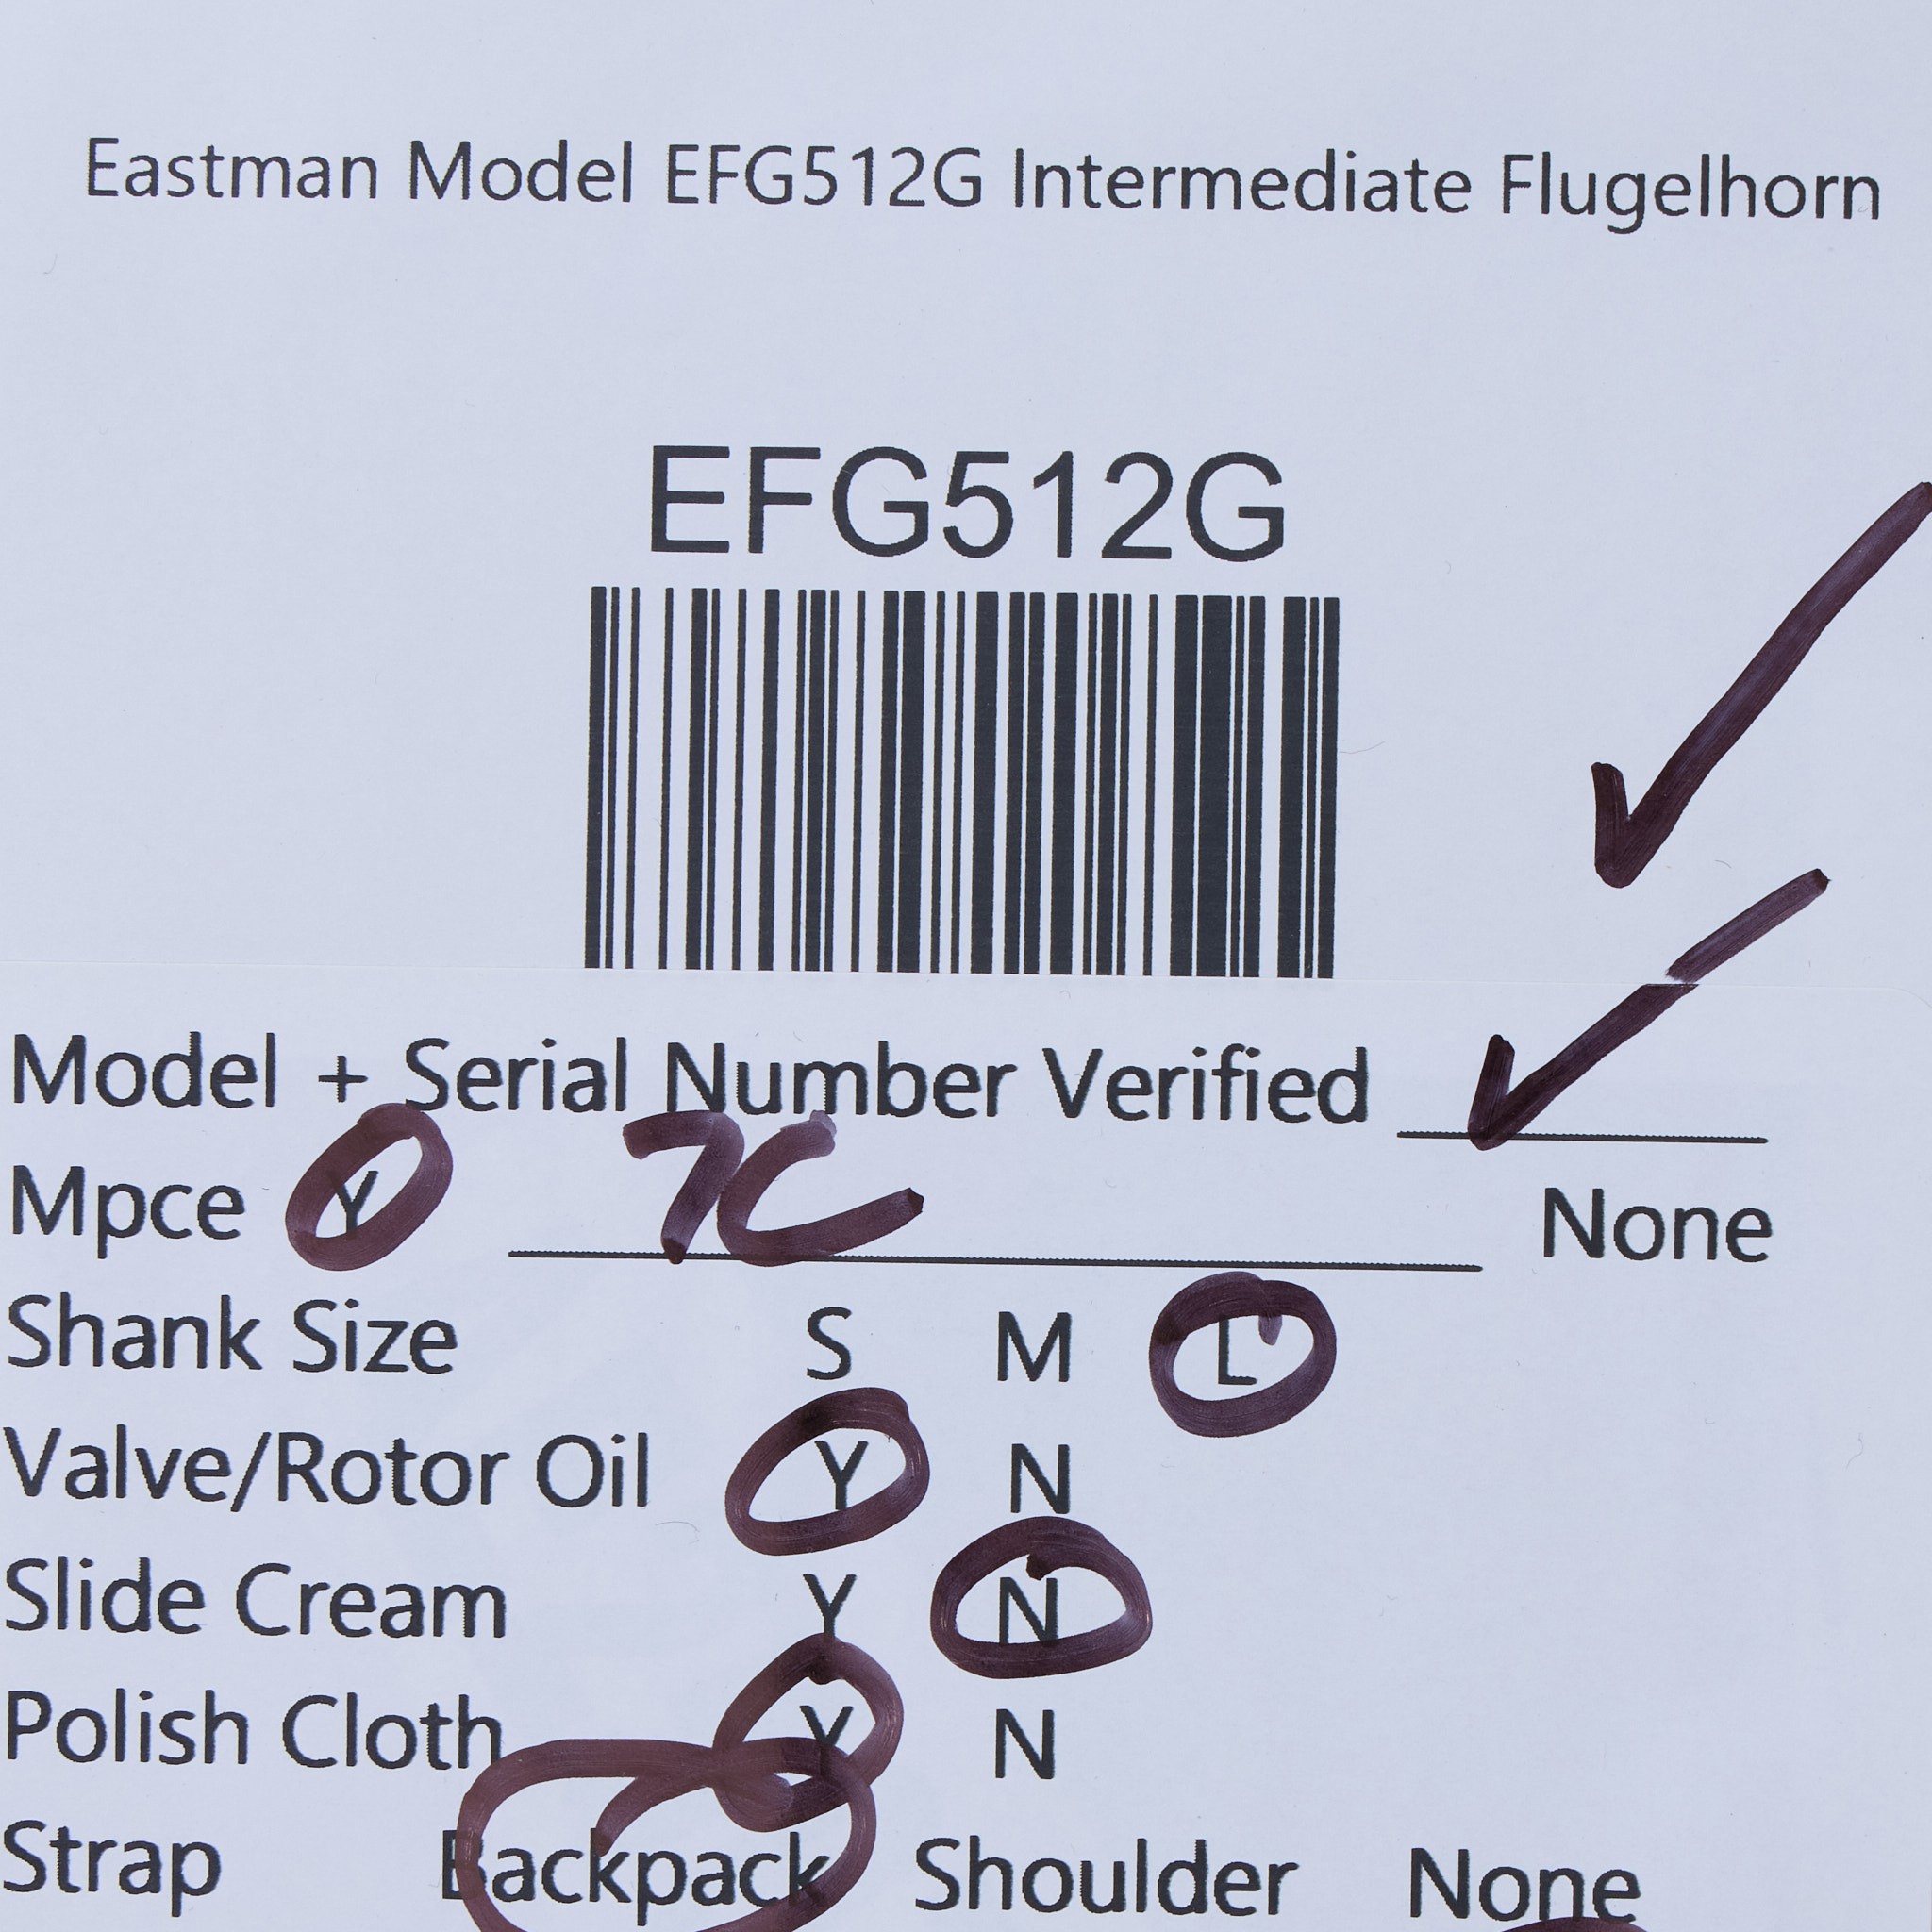 Eastman Model EFG512G Intermediate Flugelhorn
EFG512G
Model + Serial Number Verified
Mpce Y 7C None
Shank Size S M L
Valve/Rotor Oil Y N
Slide Cream Y N
Polish Cloth Y N
Strap Backpack Shoulder None